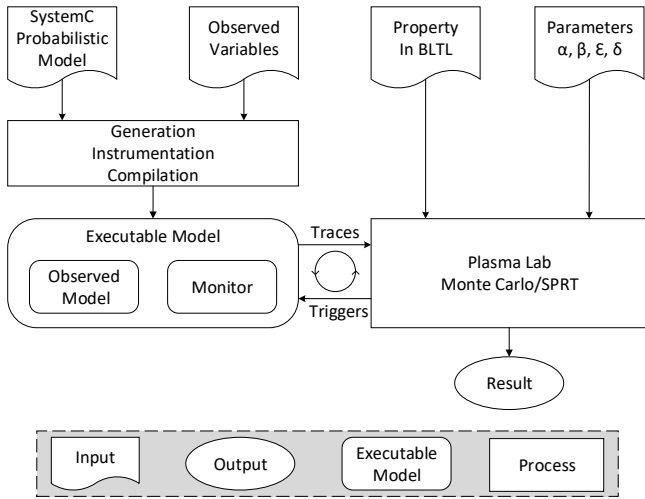 SystemC
Probabilistic
Model
Observed
Variables
Property
In BLTL
Parameters
α, β, ε, δ
Generation
Instrumentation
Compilation
Executable Model
Observed
Model
Monitor
Traces
Triggers
Plasma Lab
Monte Carlo/SPRT
Result
Input
Output
Executable
Model
Process